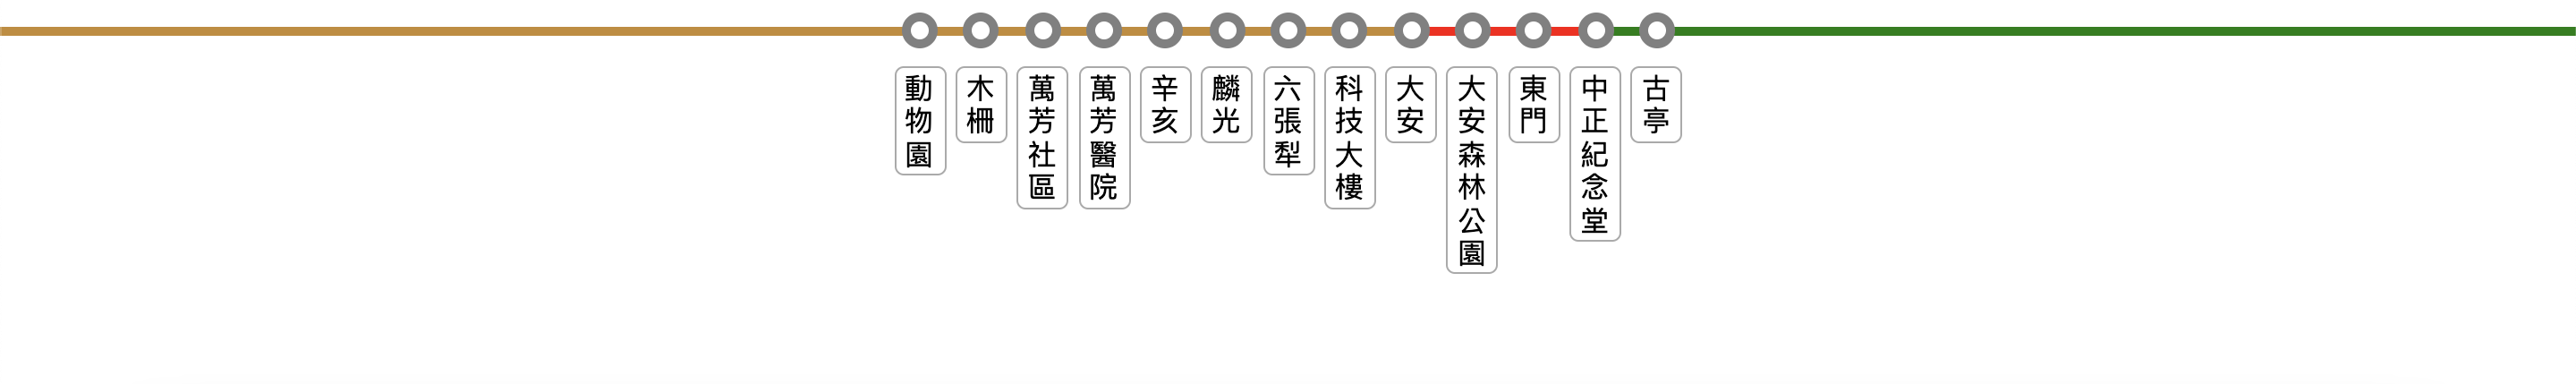 動物園
木柵
萬芳社區
萬芳醫院
辛亥
麟光
六張犁
科技大樓
大安
大安森林公園
東門
中正紀念堂
古亭